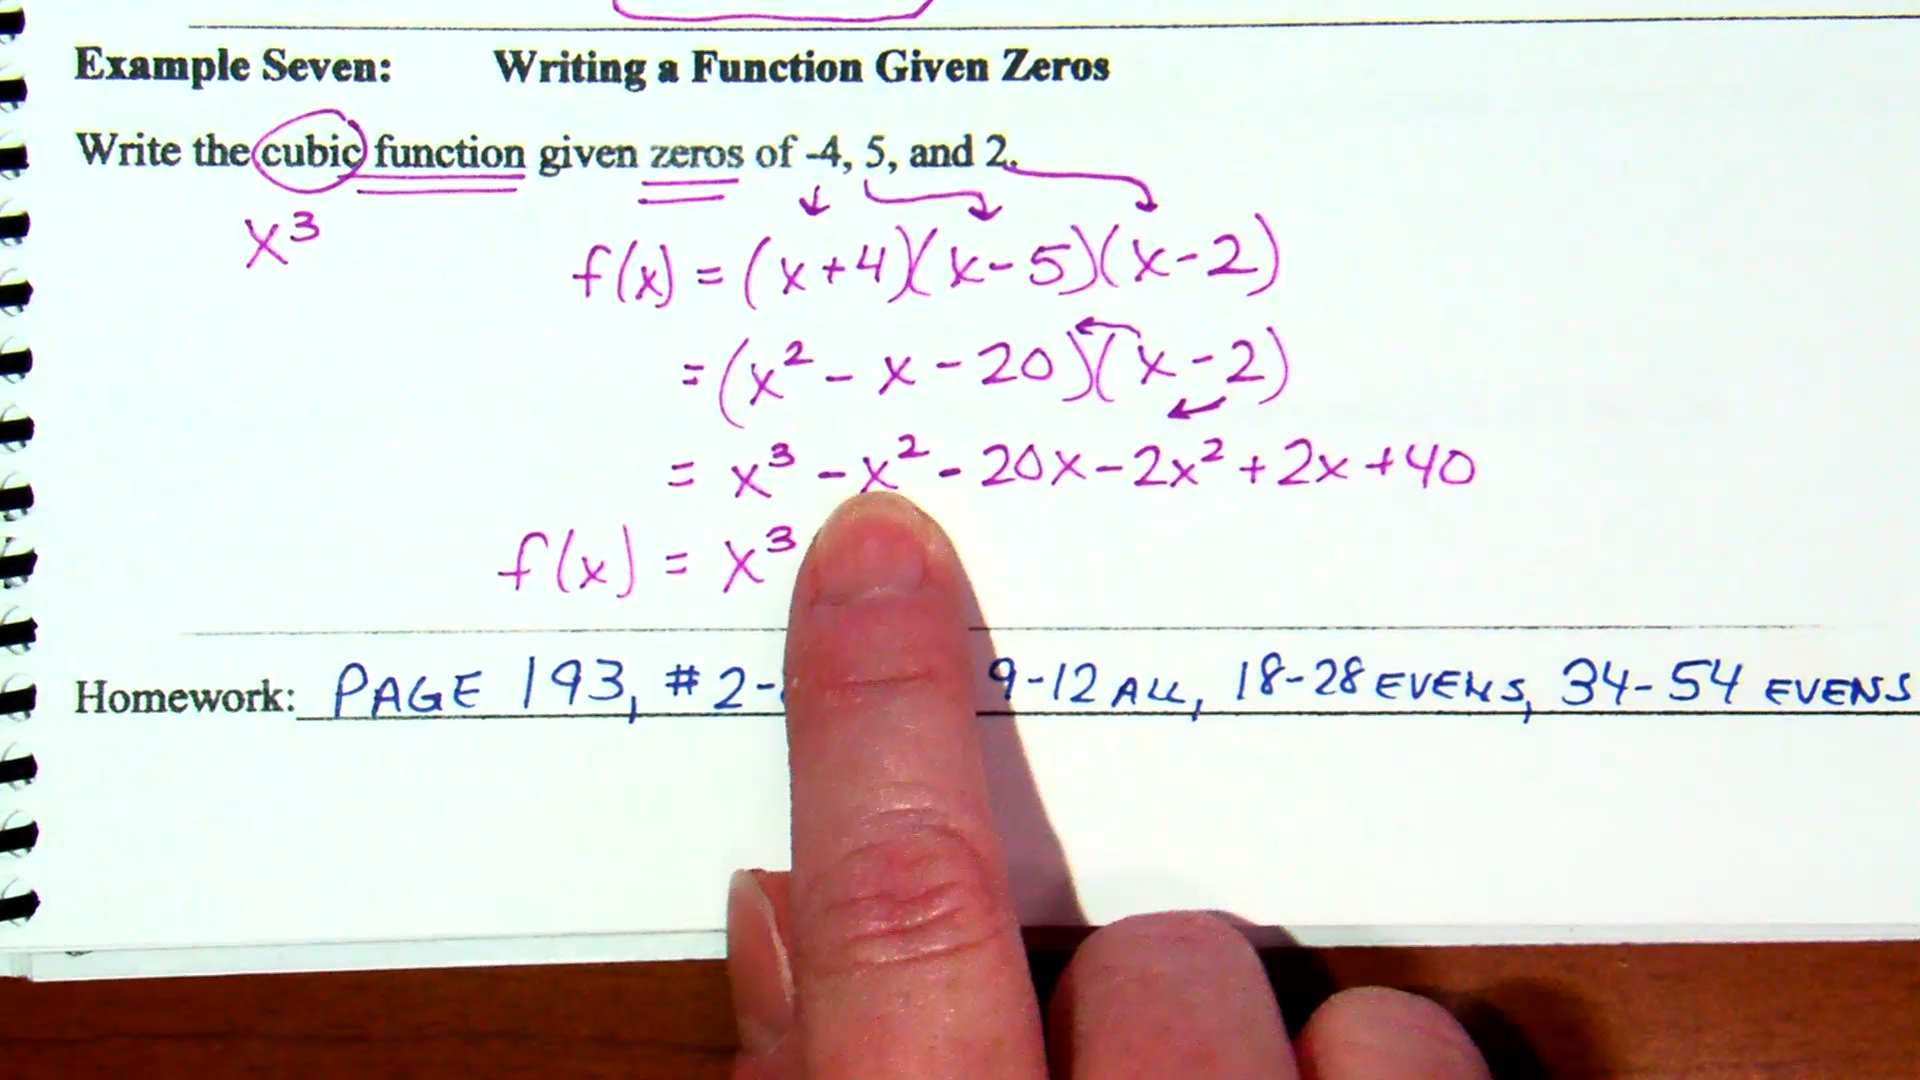 Example Seven: Writing a Function Given Zeros
Write the cubic function given zeros of -4, 5, and 2.
x³
f(x) = (x+4)(x-5)(x-2)
= (x² - x - 20)(x - 2)
= x³ - x² - 20x - 2x² + 2x + 40
f(x) = x³
Homework: PAGE 193, #2- 9-12 ALL, 18-28 EVENS, 34-54 EVENS